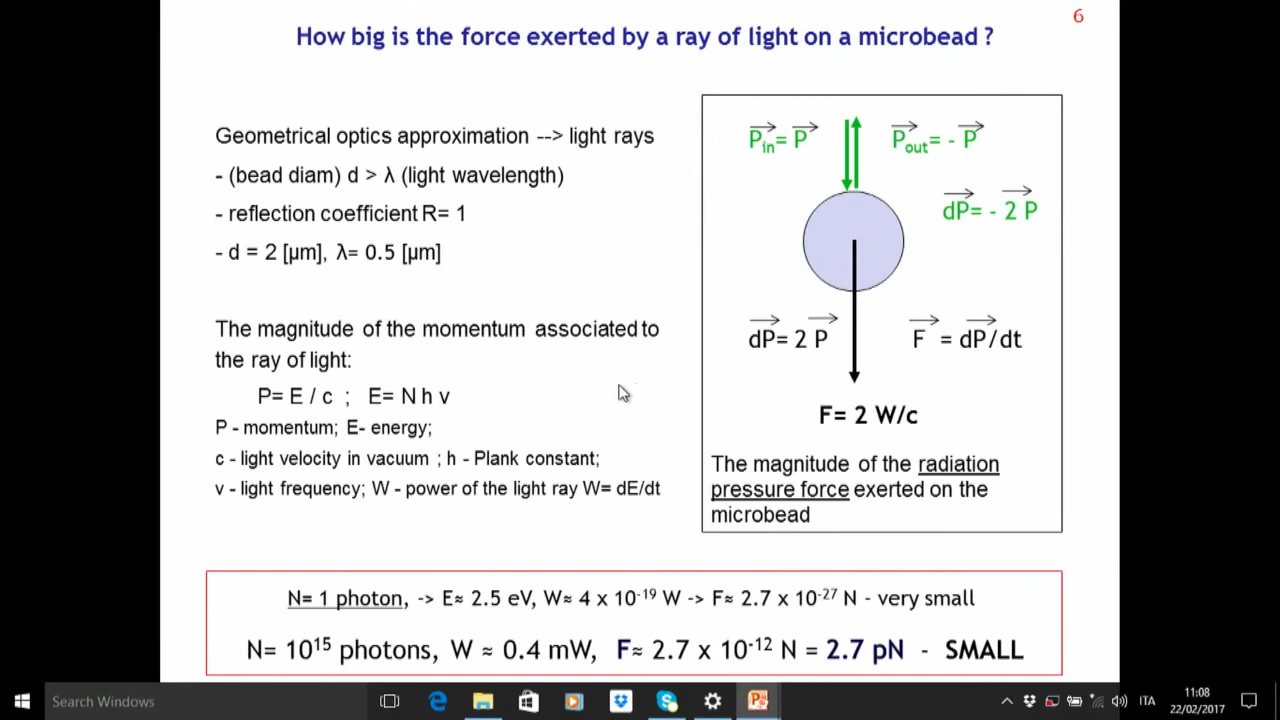 6
How big is the force exerted by a ray of light on a microbead ?
Geometrical optics approximation --> light rays
- (bead diam) d > λ (light wavelength)
- reflection coefficient R= 1
- d = 2 [µm], λ= 0.5 [µm]
The magnitude of the momentum associated to
the ray of light:
P= E / c ; E= N h ν
P - momentum; E- energy;
c - light velocity in vacuum ; h - Plank constant;
ν - light frequency; W - power of the light ray W= dE/dt
P⃗in= P⃗
P⃗out= - P⃗
dP⃗= - 2 P⃗
dP⃗= 2 P⃗
F⃗ = dP⃗/dt
F= 2 W/c
The magnitude of the radiation
pressure force exerted on the
microbead
N= 1 photon, -> E≈ 2.5 eV, W≈ 4 x 10⁻¹⁹ W -> F≈ 2.7 x 10⁻²⁷ N - very small
N= 10¹⁵ photons, W ≈ 0.4 mW, F≈ 2.7 x 10⁻¹² N = 2.7 pN - SMALL
Search Windows
ITA
11:08
22/02/2017